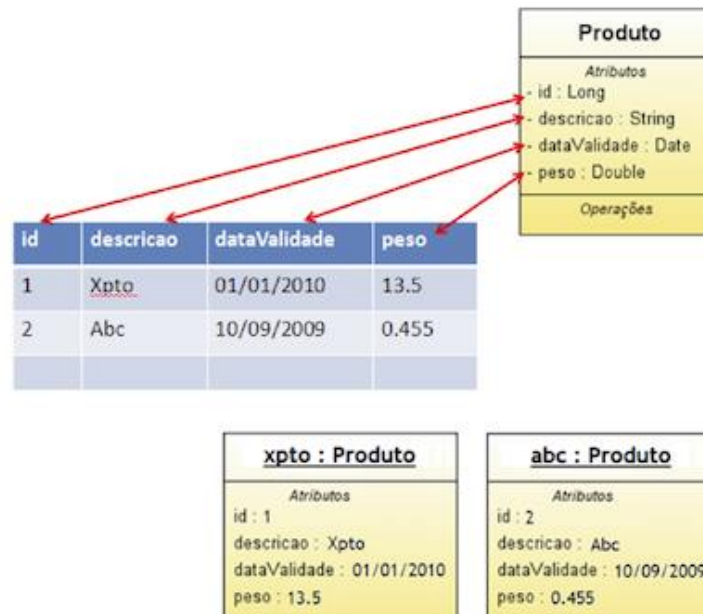 Produto
Atributos
- id : Long
- descricao : String
- dataValidade : Date
- peso : Double
Operações
id descricao dataValidade peso
1 Xpto 01/01/2010 13.5
2 Abc 10/09/2009 0.455
xpto : Produto
Atributos
id : 1
descricao : Xpto
dataValidade : 01/01/2010
peso : 13.5
abc : Produto
Atributos
id : 2
descricao : Abc
dataValidade : 10/09/2009
peso : 0.455